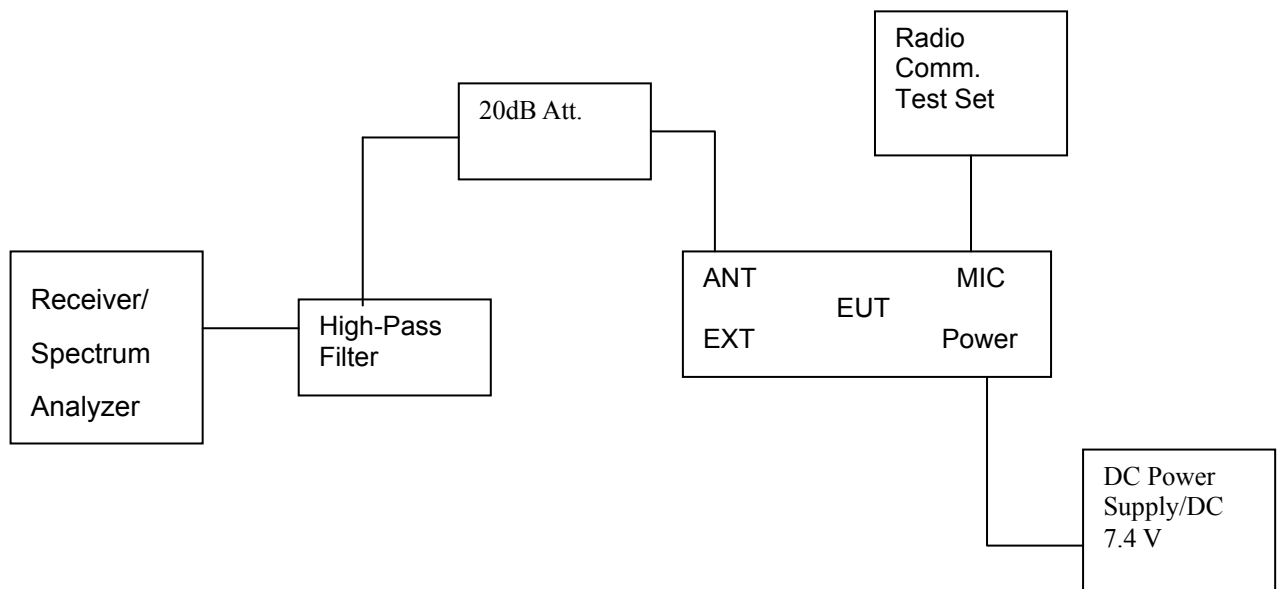 Radio
Comm.
Test Set
20dB Att.
Receiver/
Spectrum
Analyzer
High-Pass
Filter
ANT
MIC
EUT
EXT
Power
DC Power
Supply/DC
7.4 V